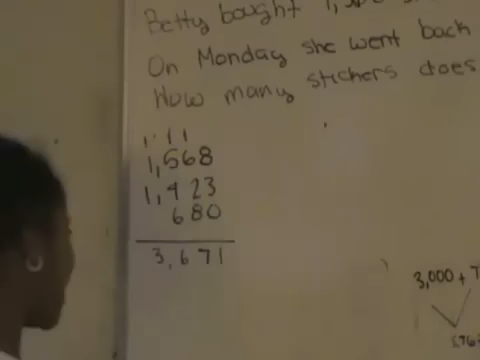 Betty bought
On Monday she went back
How many stickers does
1 1 1
1,568
1,423
680
3,671
3,000 + 7